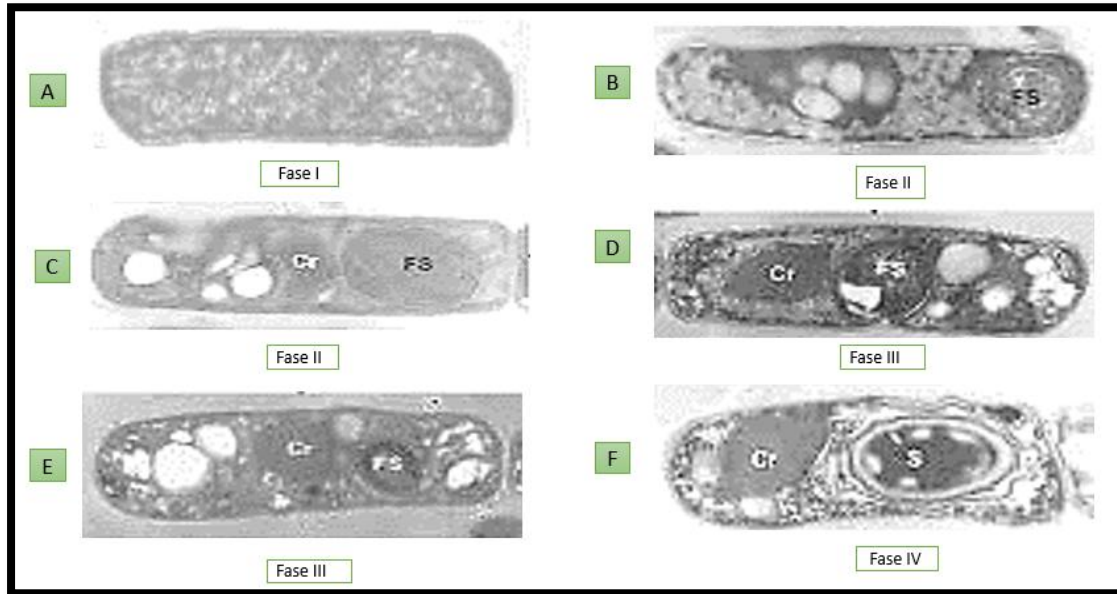 A
Fase I
B
FS
Fase II
C
Cr
FS
Fase II
D
Cr
FS
Fase III
E
Cr
FS
Fase III
F
Cr
S
Fase IV